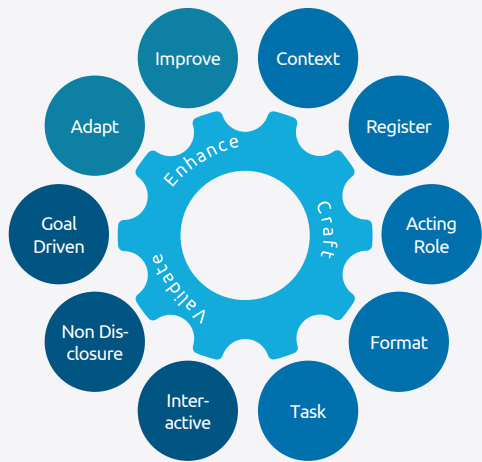 Improve
Context
Adapt
Register
Enhance
Goal
Driven
Craft
Acting
Role
Validate
Non Dis-
closure
Format
Inter-
active
Task